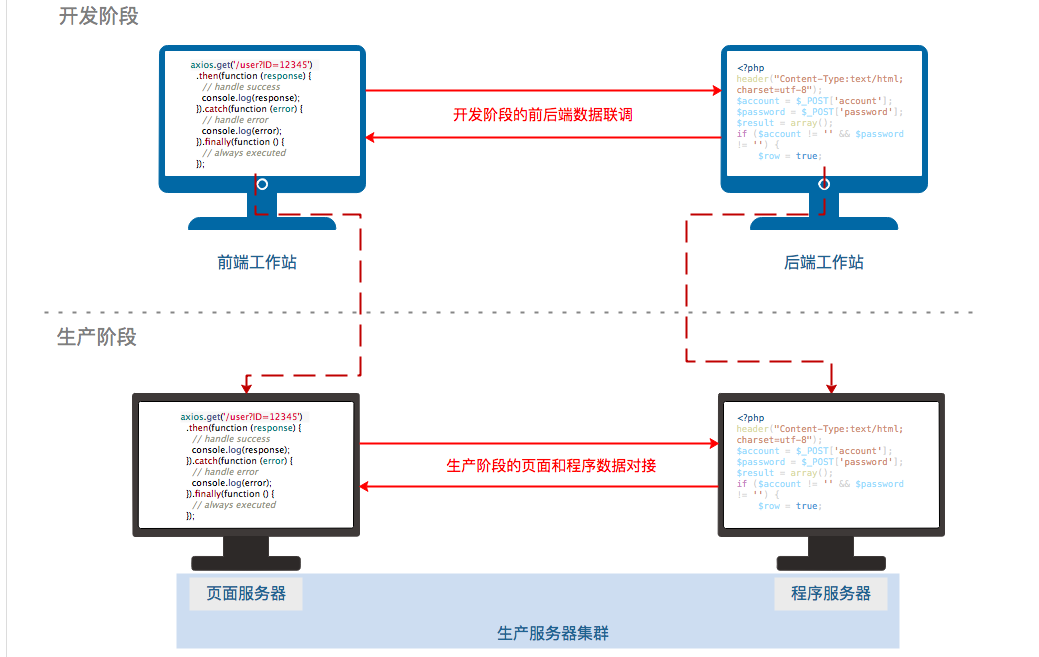 开发阶段
axios.get('/user?ID=12345')
.then(function (response) {
// handle success
console.log(response);
}).catch(function (error) {
// handle error
console.log(error);
}).finally(function () {
// always executed
});
开发阶段的前后端数据联调
<?php
header("Content-Type:text/html;
charset=utf-8");
$account = $_POST['account'];
$password = $_POST['password'];
$result = array();
if ($account != '' && $password
!= '') {
$row = true;
前端工作站
后端工作站
生产阶段
axios.get('/user?ID=12345')
.then(function (response) {
// handle success
console.log(response);
}).catch(function (error) {
// handle error
console.log(error);
}).finally(function () {
// always executed
});
生产阶段的页面和程序数据对接
<?php
header("Content-Type:text/html;
charset=utf-8");
$account = $_POST['account'];
$password = $_POST['password'];
$result = array();
if ($account != '' && $password
!= '') {
$row = true;
页面服务器
程序服务器
生产服务器集群